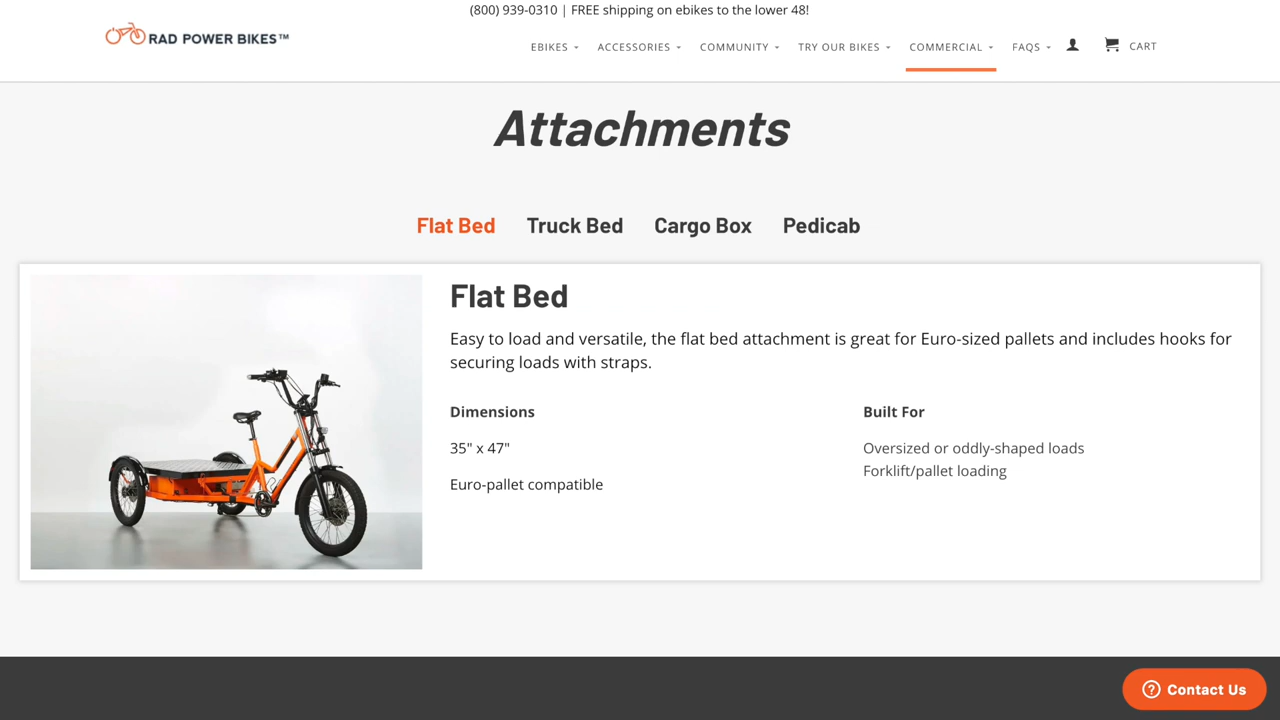 (800) 939-0310 | FREE shipping on ebikes to the lower 48!
RAD POWER BIKES™
EBIKES
ACCESSORIES
COMMUNITY
TRY OUR BIKES
COMMERCIAL
FAQS
CART
Attachments
Flat Bed
Truck Bed
Cargo Box
Pedicab
Flat Bed
Easy to load and versatile, the flat bed attachment is great for Euro-sized pallets and includes hooks for
securing loads with straps.
Dimensions
35" x 47"
Euro-pallet compatible
Built For
Oversized or oddly-shaped loads
Forklift/pallet loading
Contact Us